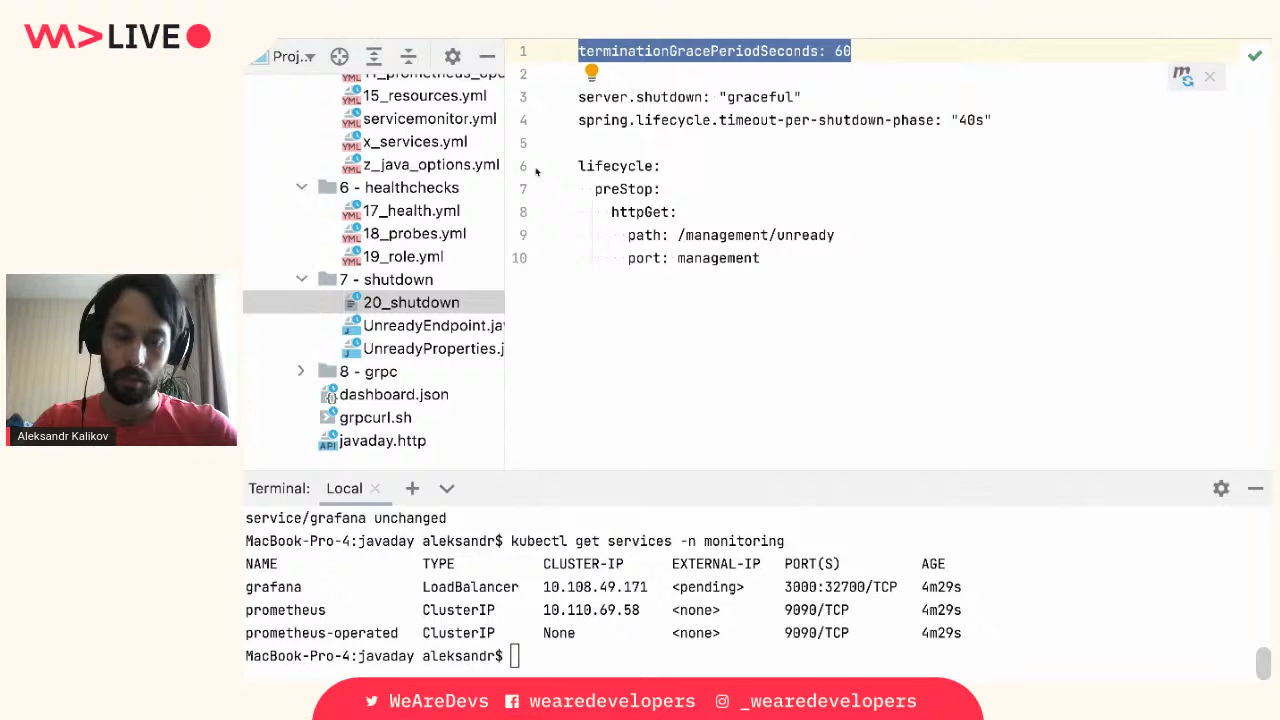 WA>LIVE
Proj...
11_prometheus_ope
15_resources.yml
servicemonitor.yml
x_services.yml
z_java_options.yml
6 - healthchecks
17_health.yml
18_probes.yml
19_role.yml
7 - shutdown
20_shutdown
UnreadyEndpoint.ja
UnreadyProperties.j
8 - grpc
dashboard.json
grpcurl.sh
javaday.http
1 terminationGracePeriodSeconds: 60
2
3 server.shutdown: "graceful"
4 spring.lifecycle.timeout-per-shutdown-phase: "40s"
5
6 lifecycle:
7 preStop:
8 httpGet:
9 path: /management/unready
10 port: management
Aleksandr Kalikov
Terminal: Local
service/grafana unchanged
MacBook-Pro-4:javaday aleksandr$ kubectl get services -n monitoring
NAME TYPE CLUSTER-IP EXTERNAL-IP PORT(S) AGE
grafana LoadBalancer 10.108.49.171 <pending> 3000:32700/TCP 4m29s
prometheus ClusterIP 10.110.69.58 <none> 9090/TCP 4m29s
prometheus-operated ClusterIP None <none> 9090/TCP 4m29s
MacBook-Pro-4:javaday aleksandr$
WeAreDevs wearedevelopers _wearedevelopers